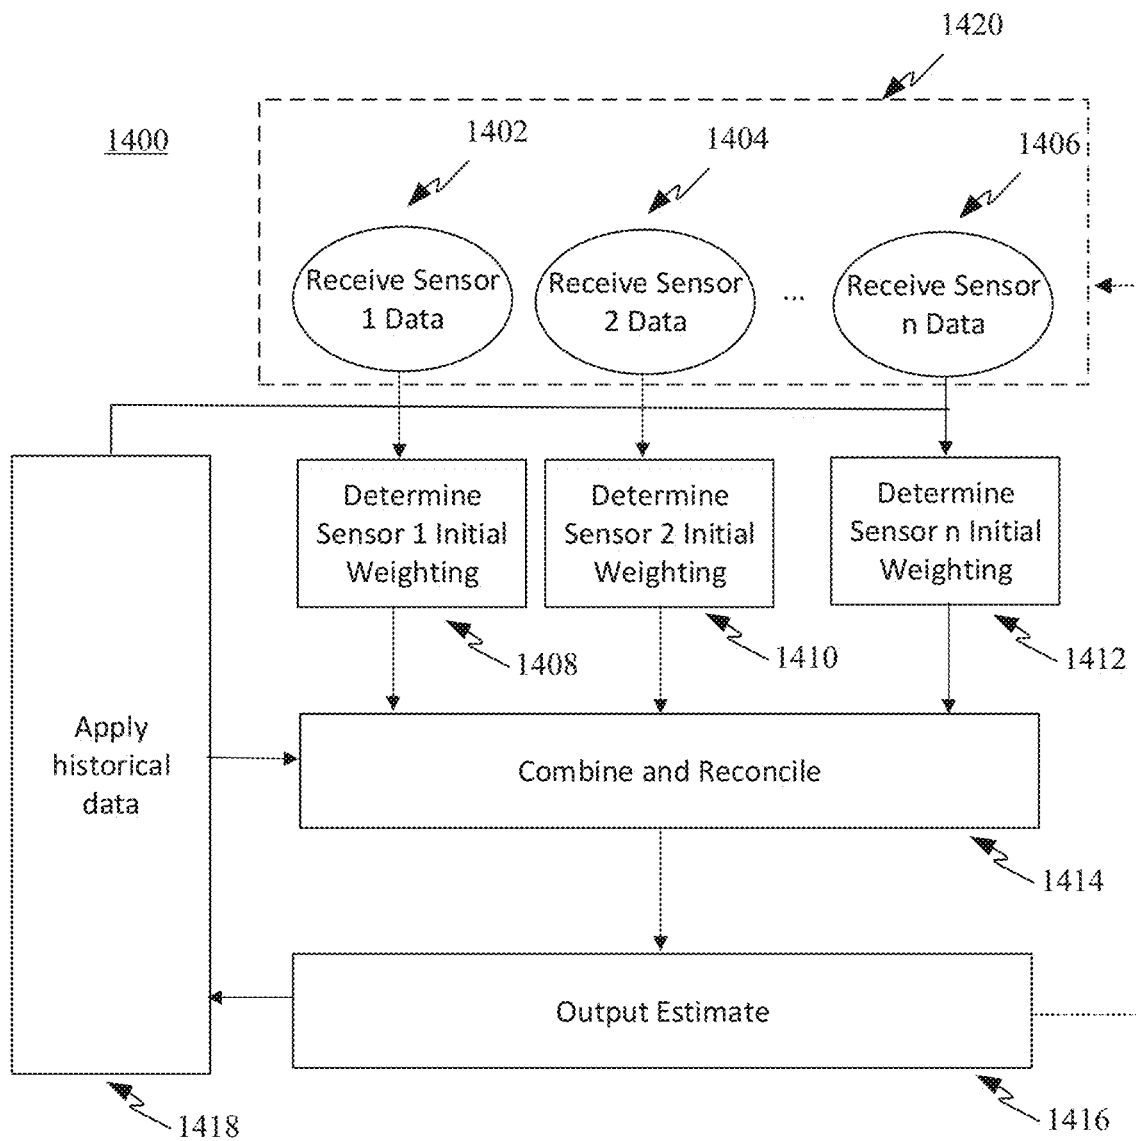 1420
1400
1402
1404
1406
Receive Sensor
1 Data
Receive Sensor
2 Data
...
Receive Sensor
n Data
Determine
Sensor 1 Initial
Weighting
Determine
Sensor 2 Initial
Weighting
Determine
Sensor n Initial
Weighting
1408
1410
1412
Apply
historical
data
Combine and Reconcile
1414
Output Estimate
1418
1416